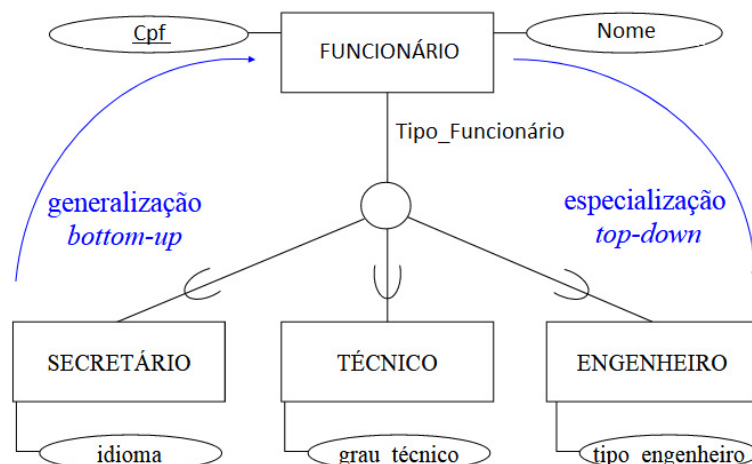 Cpf
FUNCIONÁRIO
Nome
Tipo_Funcionário
generalização
bottom-up
especialização
top-down
SECRETÁRIO
TÉCNICO
ENGENHEIRO
idioma
grau_técnico
tipo_engenheiro